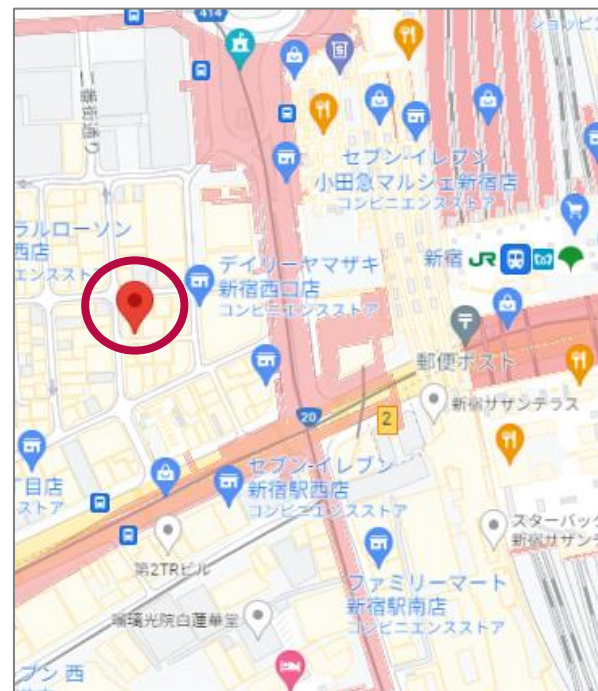 414
ショッピン
二番街通り
セブン-イレブン
小田急マルシェ新宿店
コンビニエンスストア
ラルローソン
西店
エンスストア
デイリーヤマザキ
新宿西口店
コンビニエンスストア
新宿 JR
郵便ポスト
20
2
新宿サザンテラス
セブン-イレブン
新宿駅西店
コンビニエンスストア
丁目店
ストア
スターバック
新宿サザンテ
第2TRビル
ファミリーマート
新宿駅南店
コンビニエンスストア
瑠璃光院白蓮華堂
ブン 西